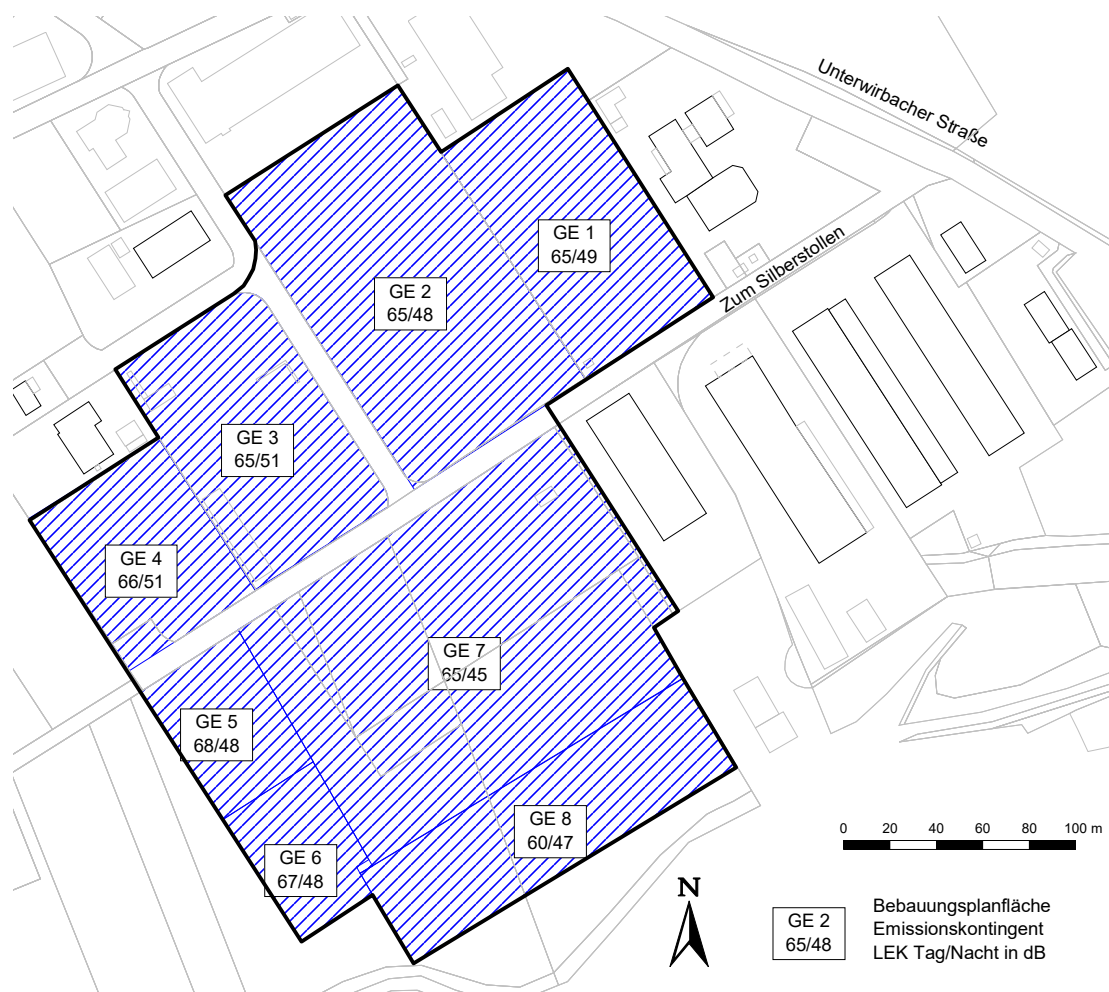 Unterwirbacher Straße
GE 1
65/49
Zum Silberstollen
GE 2
65/48
GE 3
65/51
GE 4
66/51
GE 7
65/45
GE 5
68/48
GE 8
60/47
GE 6
67/48
0 20 40 60 80 100 m
N
GE 2
65/48
Bebauungsplanfläche
Emissionskontingent
LEK Tag/Nacht in dB